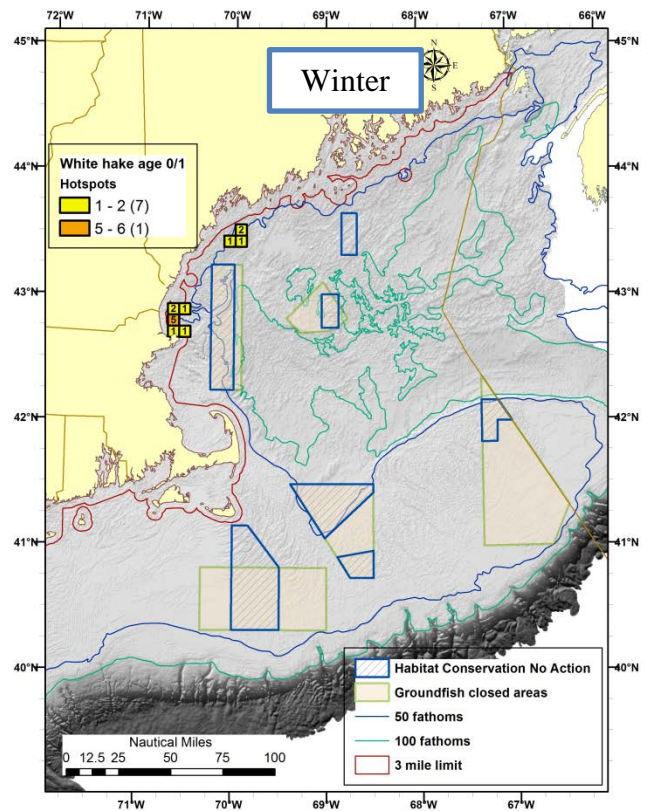 72°W 71°W 70°W 69°W 68°W 67°W 66°W
45°N 45°N
Winter
N
E
S
44°N 44°N
White hake age 0/1
Hotspots
1 - 2 (7)
5 - 6 (1)
2
1 1
43°N 43°N
2 1
5
1 1
42°N 42°N
41°N 41°N
40°N 40°N
Habitat Conservation No Action
Groundfish closed areas
50 fathoms
100 fathoms
3 mile limit
Nautical Miles
0 12.5 25 50 75 100
71°W 70°W 69°W 68°W 67°W